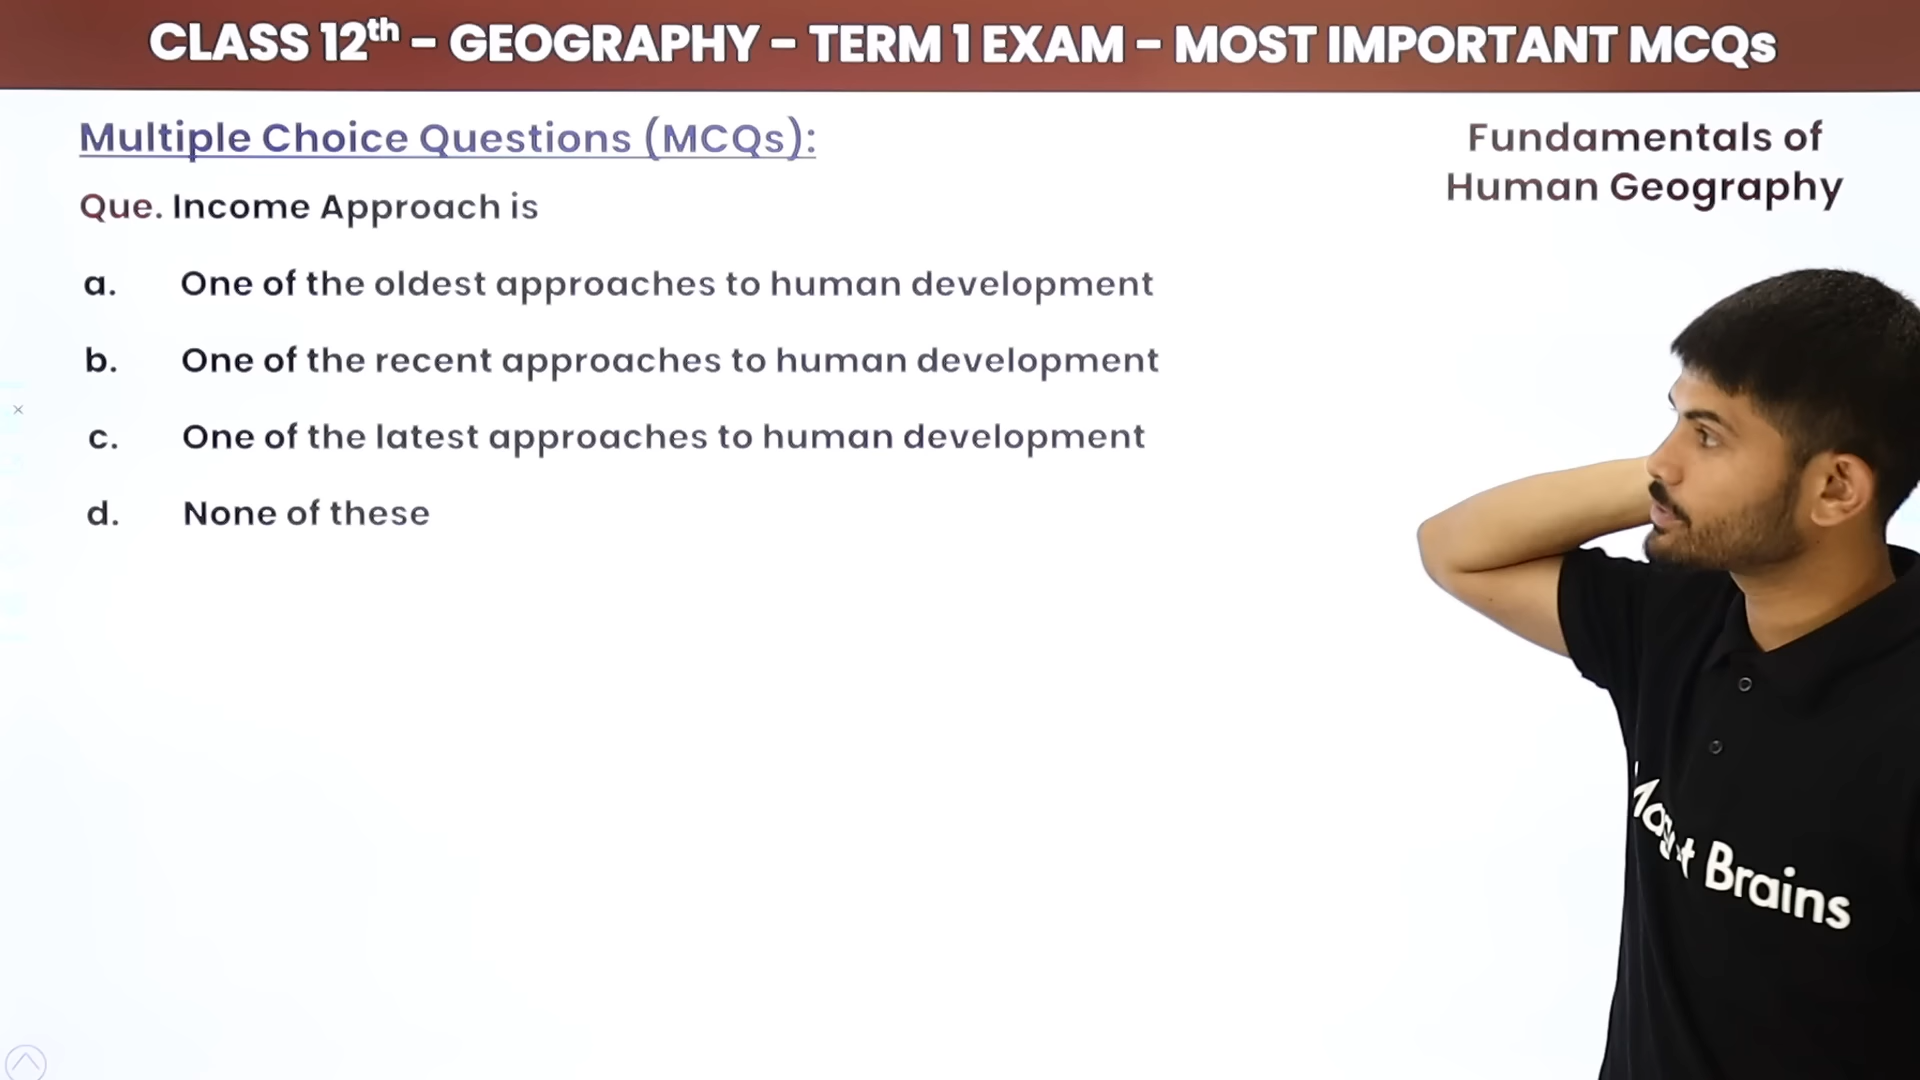 CLASS 12th - GEOGRAPHY - TERM 1 EXAM - MOST IMPORTANT MCQs
Multiple Choice Questions (MCQs):
Fundamentals of
Human Geography
Que. Income Approach is
a. One of the oldest approaches to human development
b. One of the recent approaches to human development
c. One of the latest approaches to human development
d. None of these
Brains